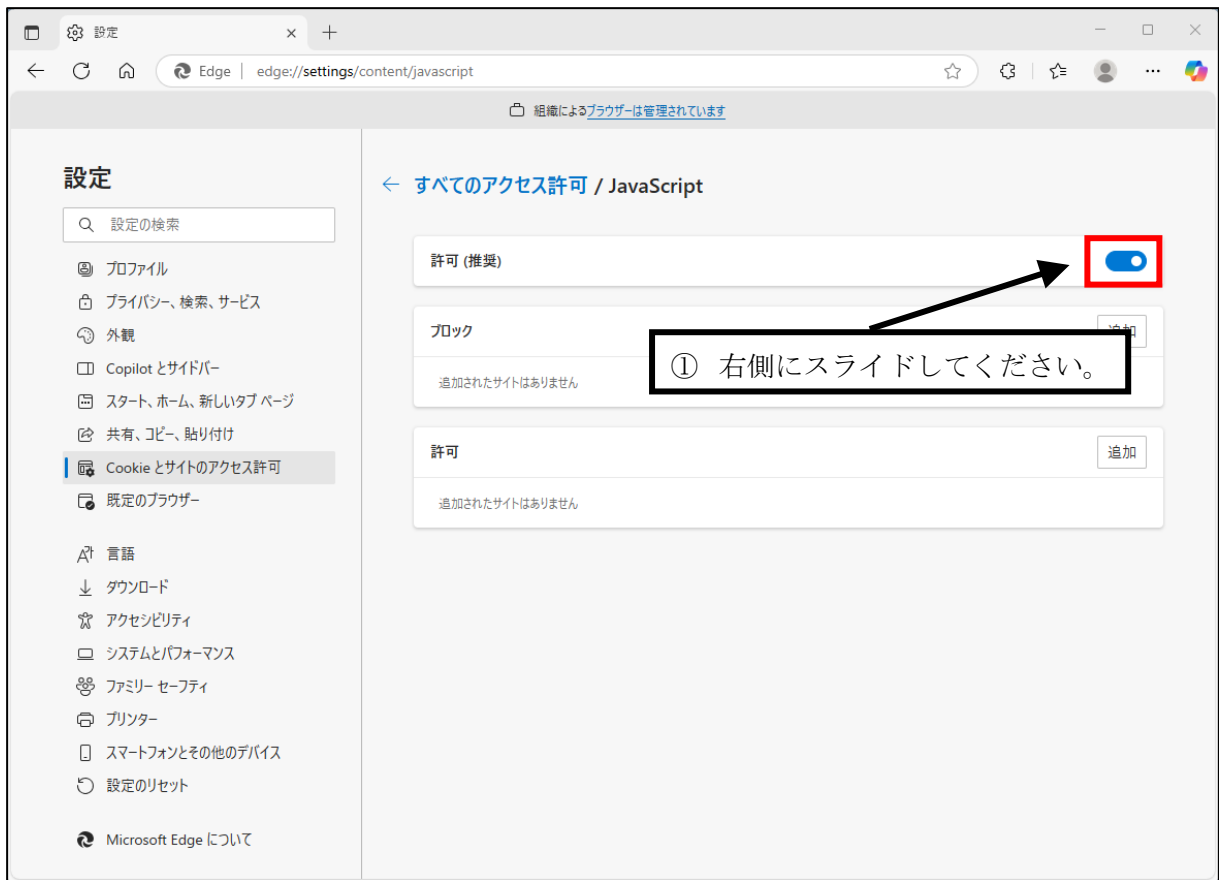 設定
Edge edge://settings/content/javascript
組織によるブラウザーは管理されています
設定
設定の検索
プロファイル
プライバシー、検索、サービス
外観
Copilot とサイドバー
スタート、ホーム、新しいタブ ページ
共有、コピー、貼り付け
Cookie とサイトのアクセス許可
既定のブラウザー
言語
ダウンロード
アクセシビリティ
システムとパフォーマンス
ファミリー セーフティ
プリンター
スマートフォンとその他のデバイス
設定のリセット
Microsoft Edge について
すべてのアクセス許可 / JavaScript
許可 (推奨)
ブロック
追加
① 右側にスライドしてください。
追加されたサイトはありません
許可
追加
追加されたサイトはありません